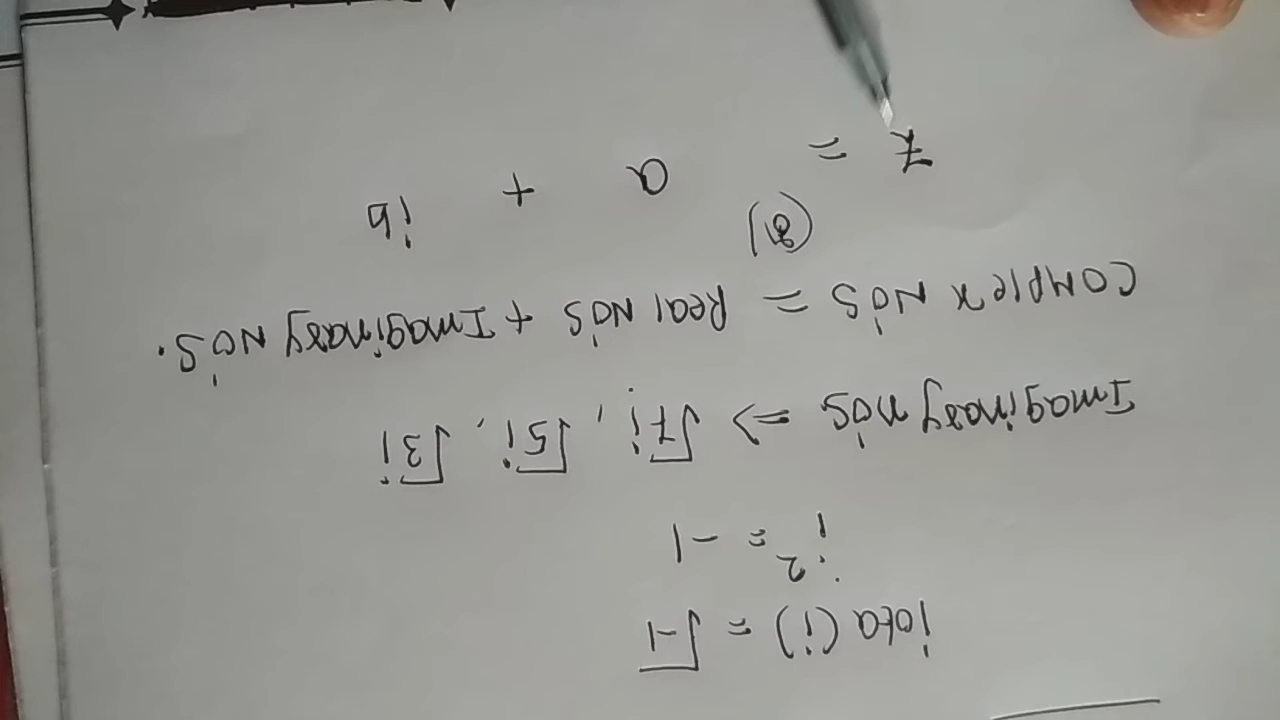 iota (i) = √-1
i² = -1
Imaginary no's => √7i, √5i, √3i
Complex No's = Real No's + Imaginary No's.
(or)
z = a + ib